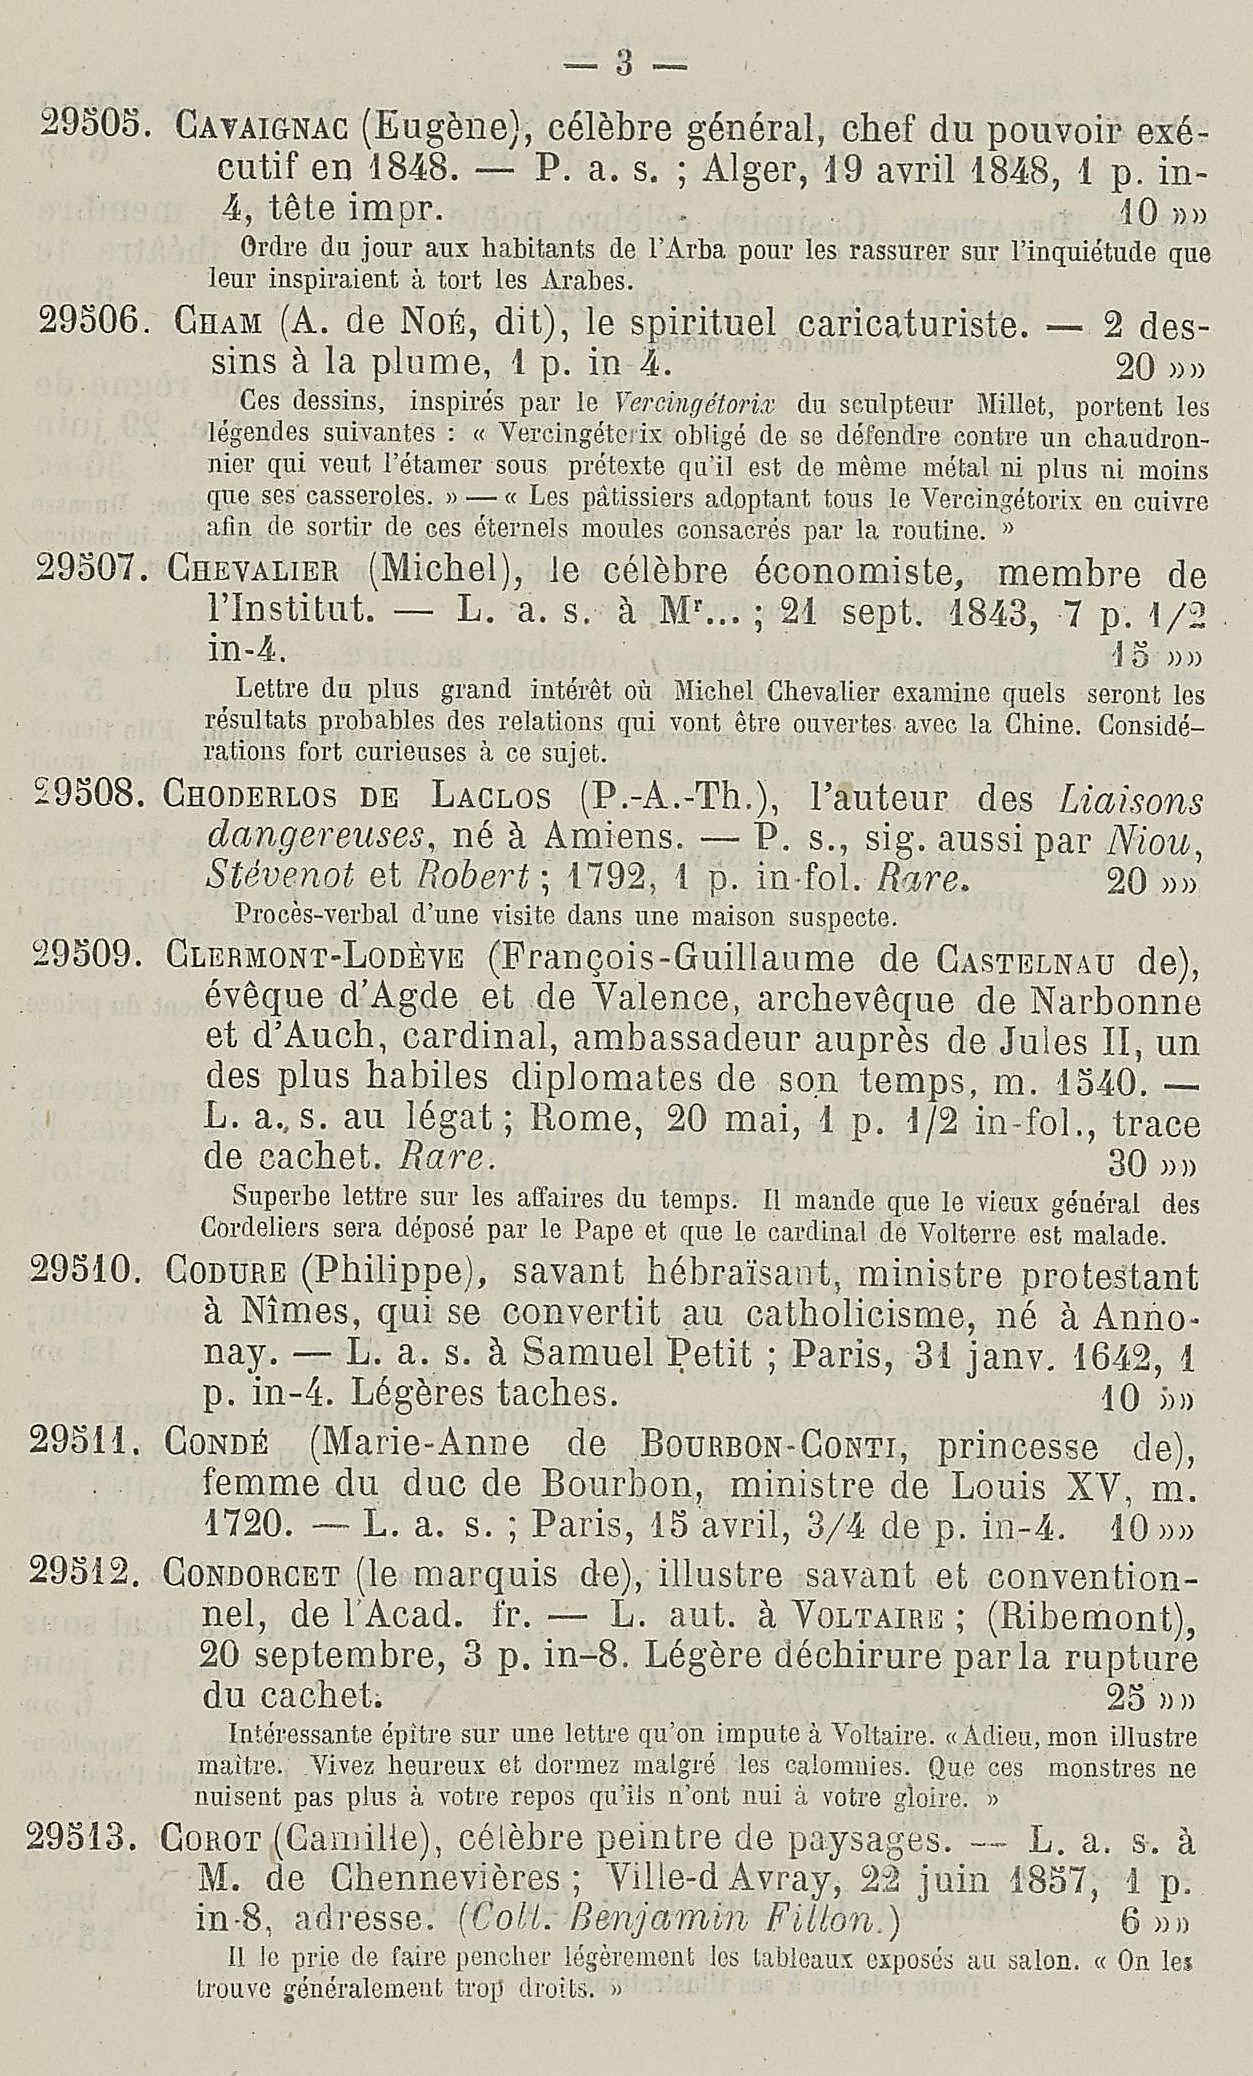 — 3 —
29505. CAVAIGNAC (Eugène), célèbre général, chef du pouvoir exé-
cutif en 1848. — P. a. s. ; Alger, 19 avril 1848, 1 p. in-
4, tête impr. 10 »»
Ordre du jour aux habitants de l'Arba pour les rassurer sur l'inquiétude que
leur inspiraient à tort les Arabes.
29506. CHAM (A. de NOÉ, dit), le spirituel caricaturiste. — 2 des-
sins à la plume, 1 p. in-4. 20 »»
Ces dessins, inspirés par le Vercingétorix du sculpteur Millet, portent les
légendes suivantes : « Vercingétorix obligé de se défendre contre un chaudron-
nier qui veut l'étamer sous prétexte qu'il est de même métal ni plus ni moins
que ses casseroles. » — « Les pâtissiers adoptant tous le Vercingétorix en cuivre
afin de sortir de ces éternels moules consacrés par la routine. »
29507. CHEVALIER (Michel), le célèbre économiste, membre de
l'Institut. — L. a. s. à Mr... ; 21 sept. 1843, 7 p. 1/2
in-4. 15 »»
Lettre du plus grand intérêt où Michel Chevalier examine quels seront les
résultats probables des relations qui vont être ouvertes avec la Chine. Considé-
rations fort curieuses à ce sujet.
29508. CHODERLOS DE LACLOS (P.-A.-Th.), l'auteur des Liaisons
dangereuses, né à Amiens. — P. s., sig. aussi par Niou,
Stévenot et Robert ; 1792, 1 p. in-fol. Rare. 20 »»
Procès-verbal d'une visite dans une maison suspecte.
29509. CLERMONT-LODÈVE (François-Guillaume de CASTELNAU de),
évêque d'Agde et de Valence, archevêque de Narbonne
et d'Auch, cardinal, ambassadeur auprès de Jules II, un
des plus habiles diplomates de son temps, m. 1540. —
L. a. s. au légat ; Rome, 20 mai, 1 p. 1/2 in-fol., trace
de cachet. Rare. 30 »»
Superbe lettre sur les affaires du temps. Il mande que le vieux général des
Cordeliers sera déposé par le Pape et que le cardinal de Volterre est malade.
29510. CODURE (Philippe), savant hébraïsant, ministre protestant
à Nîmes, qui se convertit au catholicisme, né à Anno-
nay. — L. a. s. à Samuel Petit ; Paris, 31 janv. 1642, 1
p. in-4. Légères taches. 10 »»
29511. CONDÉ (Marie-Anne de BOURBON-CONTI, princesse de),
femme du duc de Bourbon, ministre de Louis XV, m.
1720. — L. a. s. ; Paris, 15 avril, 3/4 de p. in-4. 10 »»
29512. CONDORCET (le marquis de), illustre savant et convention-
nel, de l'Acad. fr. — L. aut. à VOLTAIRE ; (Ribemont),
20 septembre, 3 p. in-8. Légère déchirure par la rupture
du cachet. 25 »»
Intéressante épître sur une lettre qu'on impute à Voltaire. « Adieu, mon illustre
maître. Vivez heureux et dormez malgré les calomnies. Que ces monstres ne
nuisent pas plus à votre repos qu'ils n'ont nui à votre gloire. »
29513. COROT (Camille), célèbre peintre de paysages. — L. a. s. à
M. de Chennevières ; Ville-d'Avray, 22 juin 1857, 1 p.
in-8, adresse. (Coll. Benjamin Fillon.) 6 »»
Il le prie de faire pencher légèrement les tableaux exposés au salon. « On les
trouve généralement trop droits. »